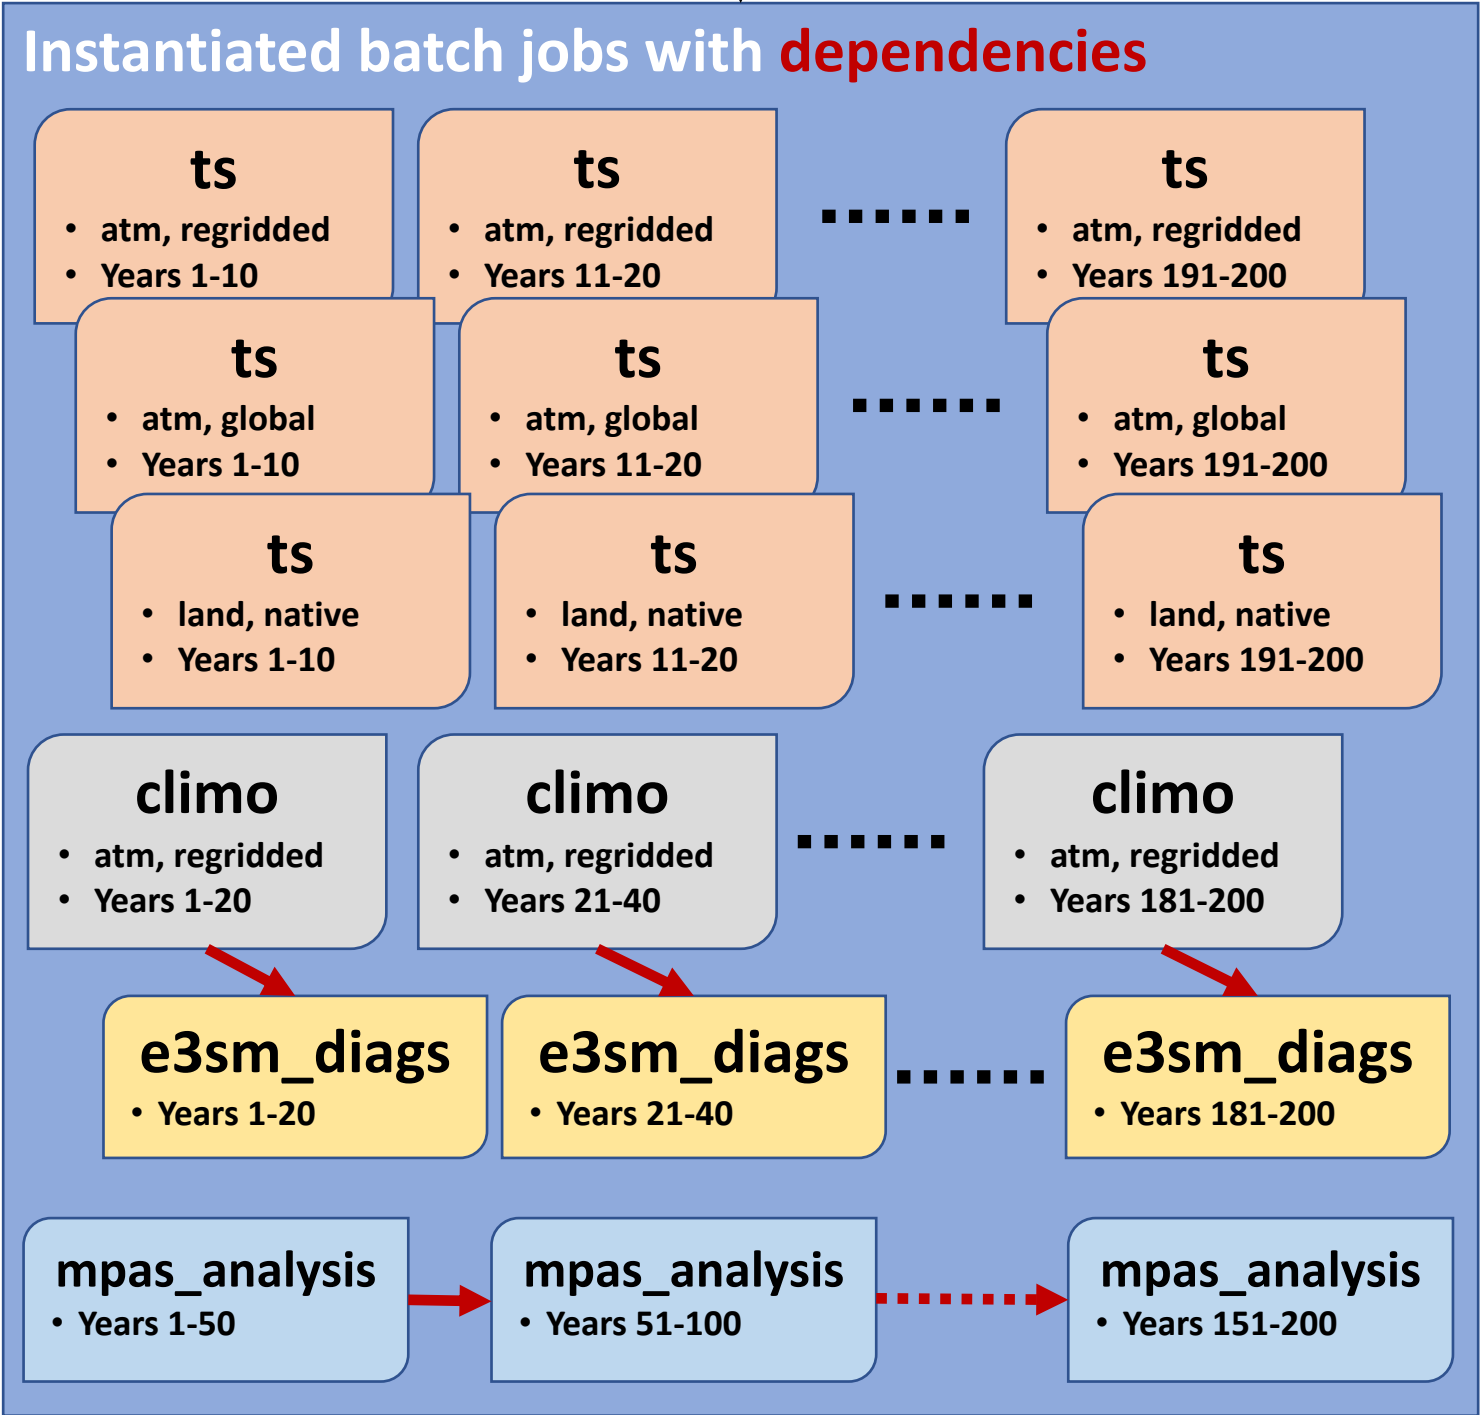 Instantiated batch jobs with dependencies
ts
• atm, regridded
• Years 1-10
ts
• atm, regridded
• Years 11-20
ts
• atm, regridded
• Years 191-200
ts
• atm, global
• Years 1-10
ts
• atm, global
• Years 11-20
ts
• atm, global
• Years 191-200
ts
• land, native
• Years 1-10
ts
• land, native
• Years 11-20
ts
• land, native
• Years 191-200
climo
• atm, regridded
• Years 1-20
climo
• atm, regridded
• Years 21-40
climo
• atm, regridded
• Years 181-200
e3sm_diags
• Years 1-20
e3sm_diags
• Years 21-40
e3sm_diags
• Years 181-200
mpas_analysis
• Years 1-50
mpas_analysis
• Years 51-100
mpas_analysis
• Years 151-200